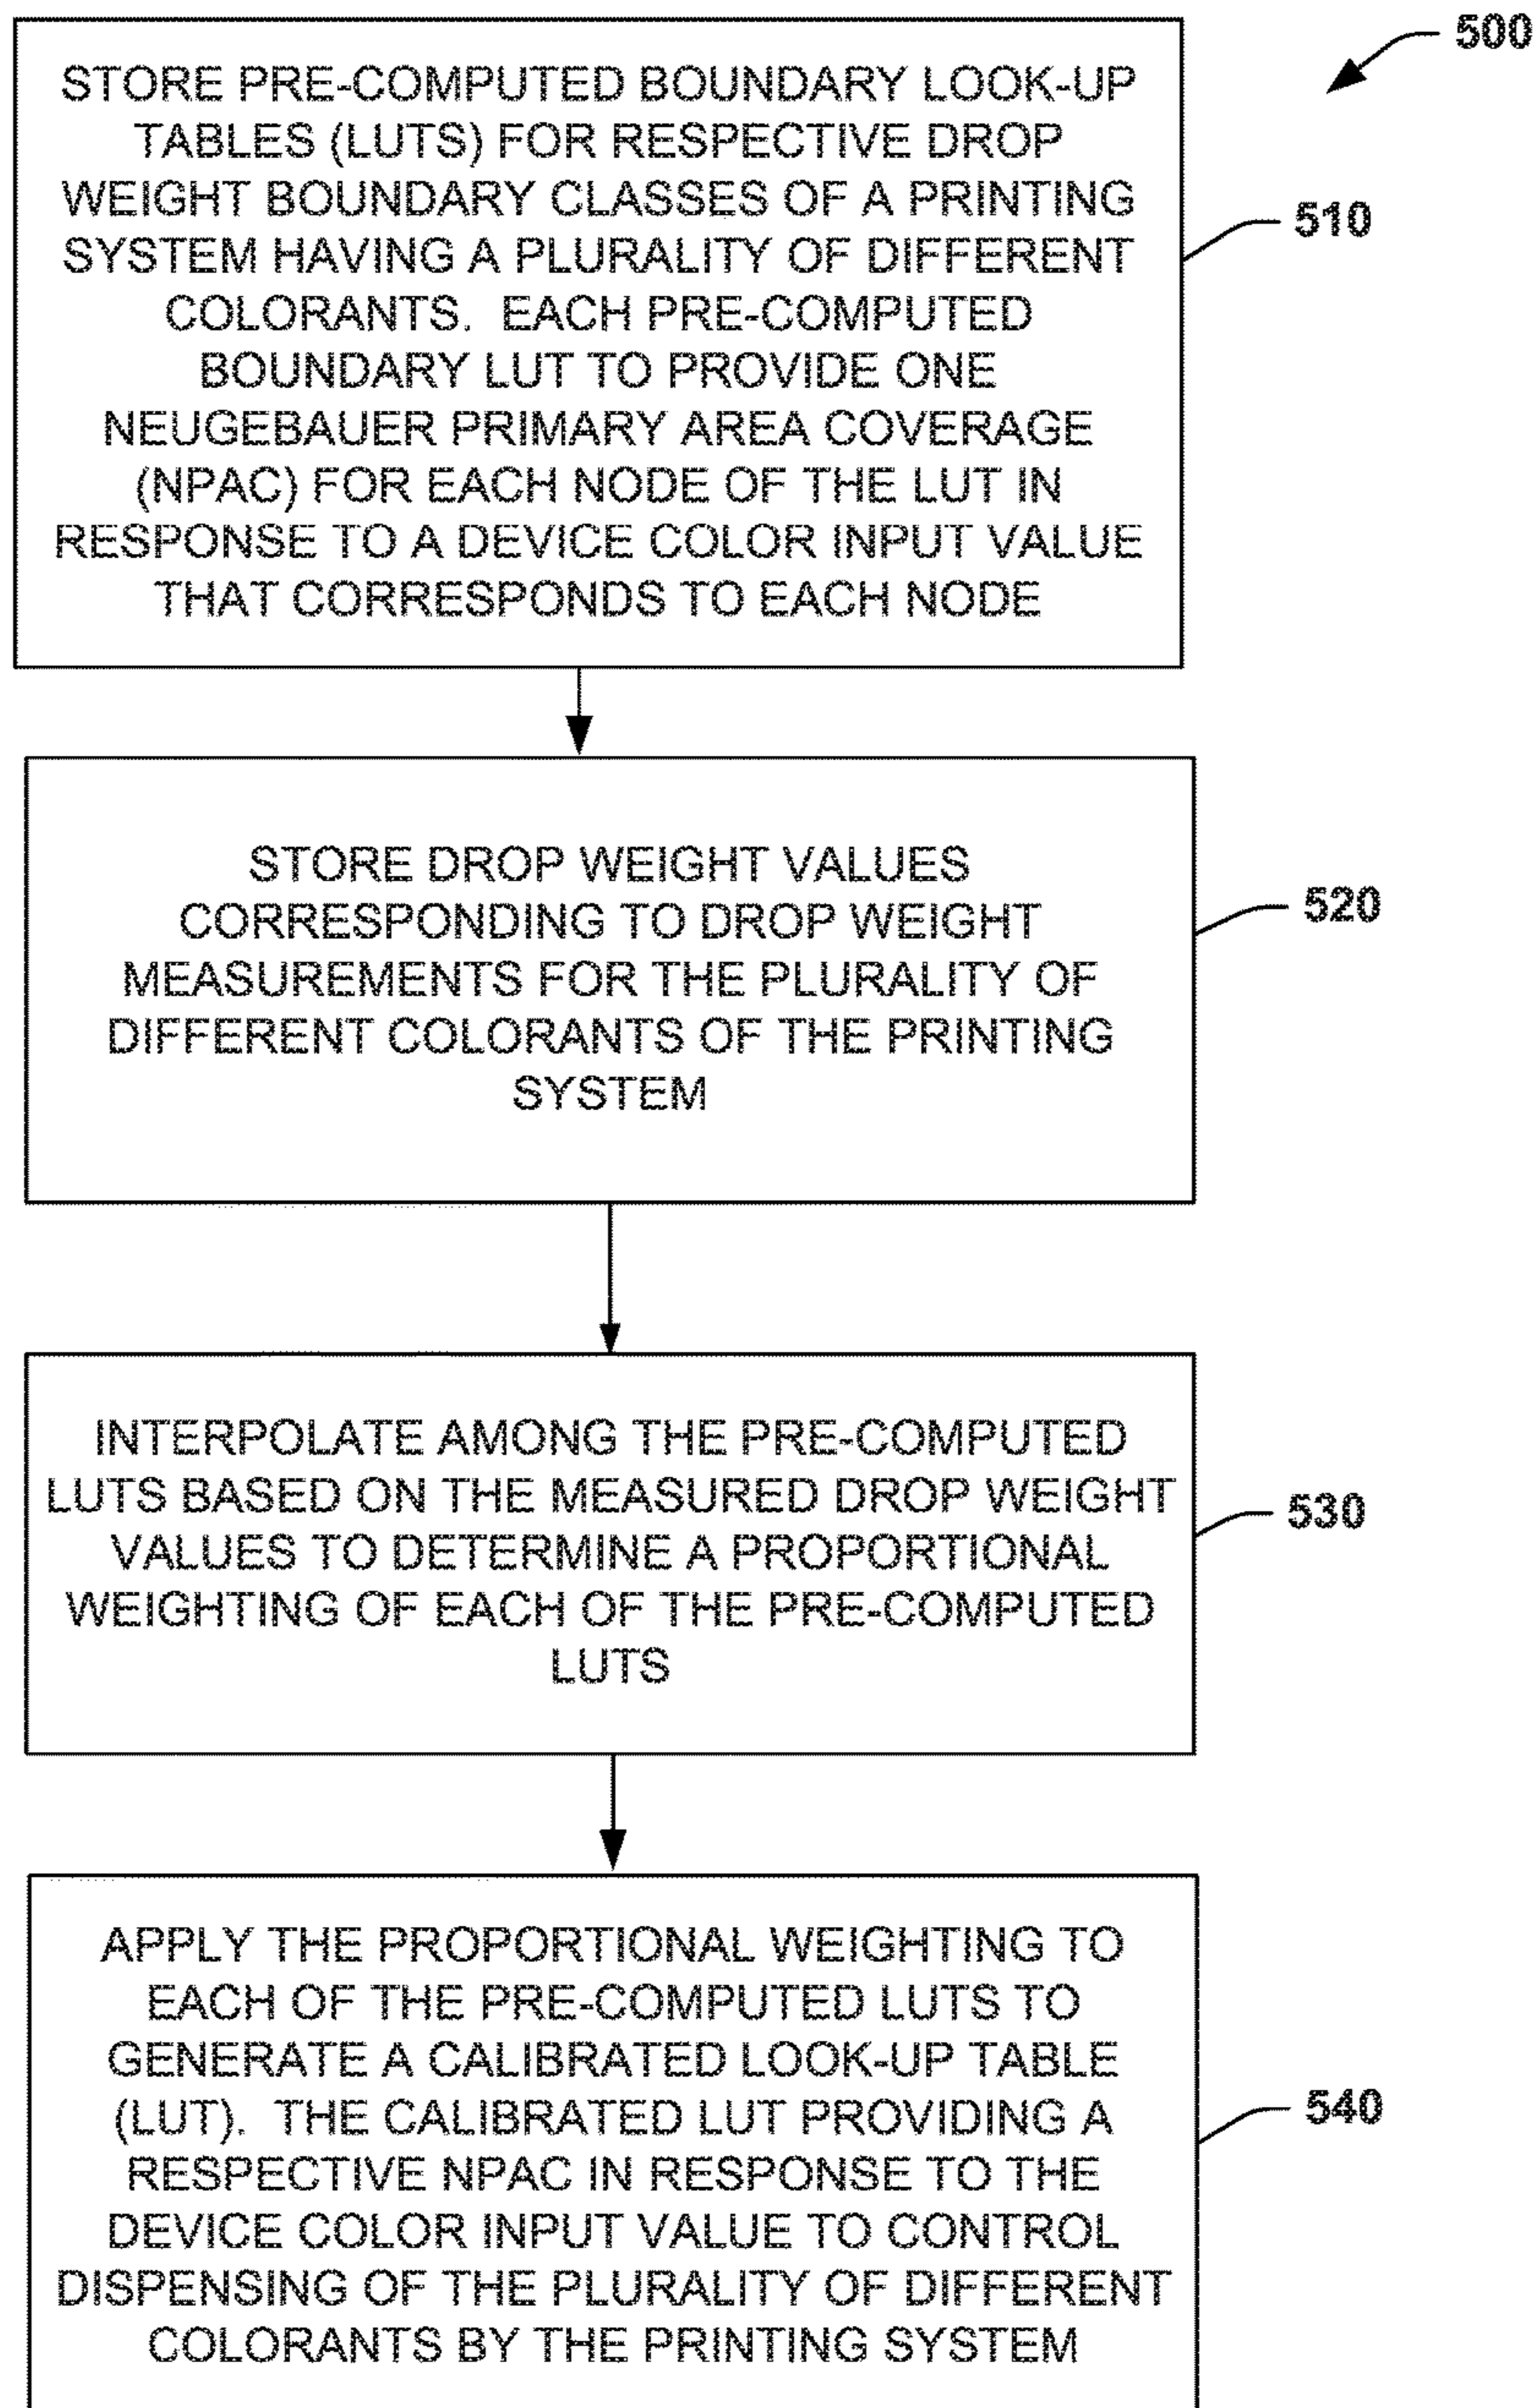 500
STORE PRE-COMPUTED BOUNDARY LOOK-UP
TABLES (LUTS) FOR RESPECTIVE DROP
WEIGHT BOUNDARY CLASSES OF A PRINTING
SYSTEM HAVING A PLURALITY OF DIFFERENT
COLORANTS. EACH PRE-COMPUTED
BOUNDARY LUT TO PROVIDE ONE
NEUGEBAUER PRIMARY AREA COVERAGE
(NPAC) FOR EACH NODE OF THE LUT IN
RESPONSE TO A DEVICE COLOR INPUT VALUE
THAT CORRESPONDS TO EACH NODE
510
STORE DROP WEIGHT VALUES
CORRESPONDING TO DROP WEIGHT
MEASUREMENTS FOR THE PLURALITY OF
DIFFERENT COLORANTS OF THE PRINTING
SYSTEM
520
INTERPOLATE AMONG THE PRE-COMPUTED
LUTS BASED ON THE MEASURED DROP WEIGHT
VALUES TO DETERMINE A PROPORTIONAL
WEIGHTING OF EACH OF THE PRE-COMPUTED
LUTS
530
APPLY THE PROPORTIONAL WEIGHTING TO
EACH OF THE PRE-COMPUTED LUTS TO
GENERATE A CALIBRATED LOOK-UP TABLE
(LUT). THE CALIBRATED LUT PROVIDING A
RESPECTIVE NPAC IN RESPONSE TO THE
DEVICE COLOR INPUT VALUE TO CONTROL
DISPENSING OF THE PLURALITY OF DIFFERENT
COLORANTS BY THE PRINTING SYSTEM
540